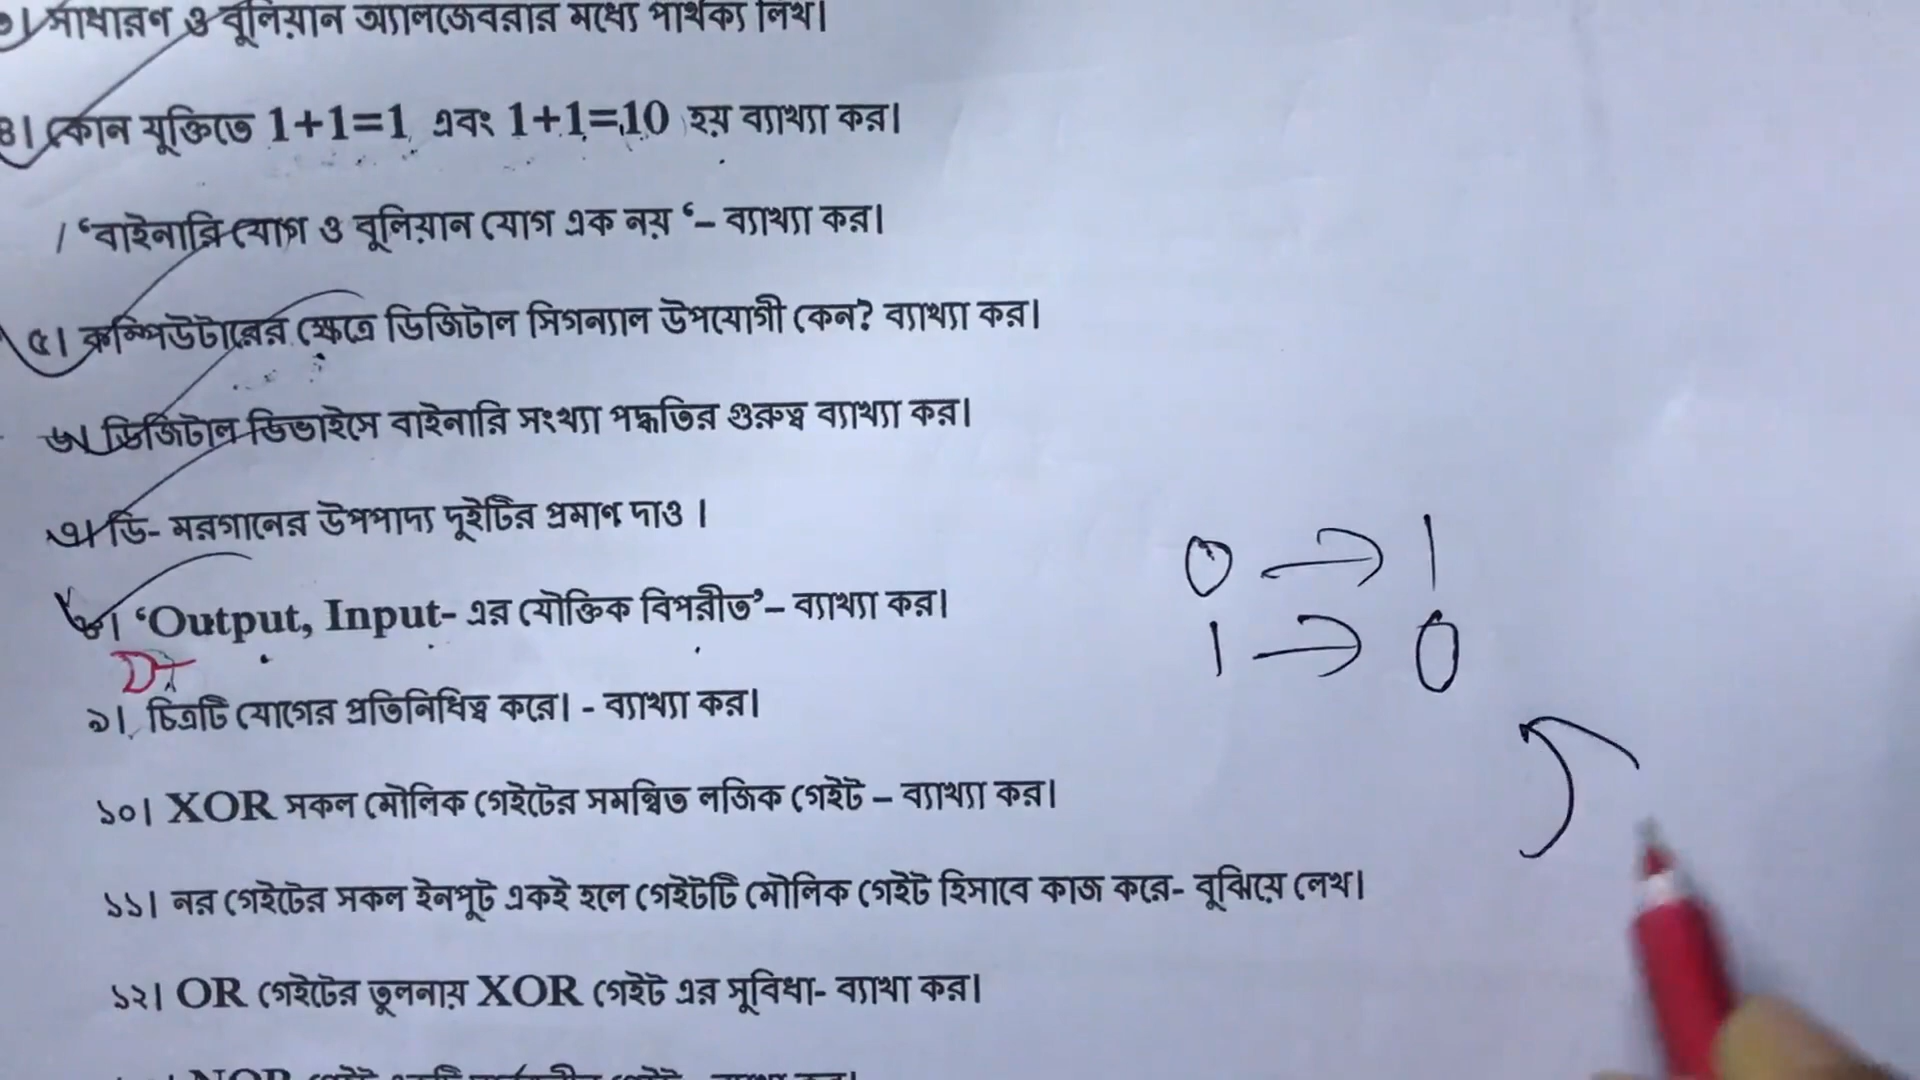 ৩। সাধারণ ও বুলিয়ান অ্যালজেবরার মধ্যে পার্থক্য লিখ।
৪। কোন যুক্তিতে 1+1=1 এবং 1+1=10 হয় ব্যাখ্যা কর।
/ ‘বাইনারি যোগ ও বুলিয়ান যোগ এক নয় ‘– ব্যাখ্যা কর।
৫। কম্পিউটারের ক্ষেত্রে ডিজিটাল সিগন্যাল উপযোগী কেন? ব্যাখ্যা কর।
৬। ডিজিটাল ডিভাইসে বাইনারি সংখ্যা পদ্ধতির গুরুত্ব ব্যাখ্যা কর।
৭। ডি- মরগানের উপপাদ্য দুইটির প্রমাণ দাও ।
0 → 1
৮। ‘Output, Input- এর যৌক্তিক বিপরীত’– ব্যাখ্যা কর।
1 → 0
৯। চিত্রটি যোগের প্রতিনিধিত্ব করে। - ব্যাখ্যা কর।
১০। XOR সকল মৌলিক গেইটের সমন্বিত লজিক গেইট – ব্যাখ্যা কর।
১১। নর গেইটের সকল ইনপুট একই হলে গেইটটি মৌলিক গেইট হিসাবে কাজ করে- বুঝিয়ে লেখ।
১২। OR গেইটের তুলনায় XOR গেইট এর সুবিধা- ব্যাখা কর।
NOR গেইট